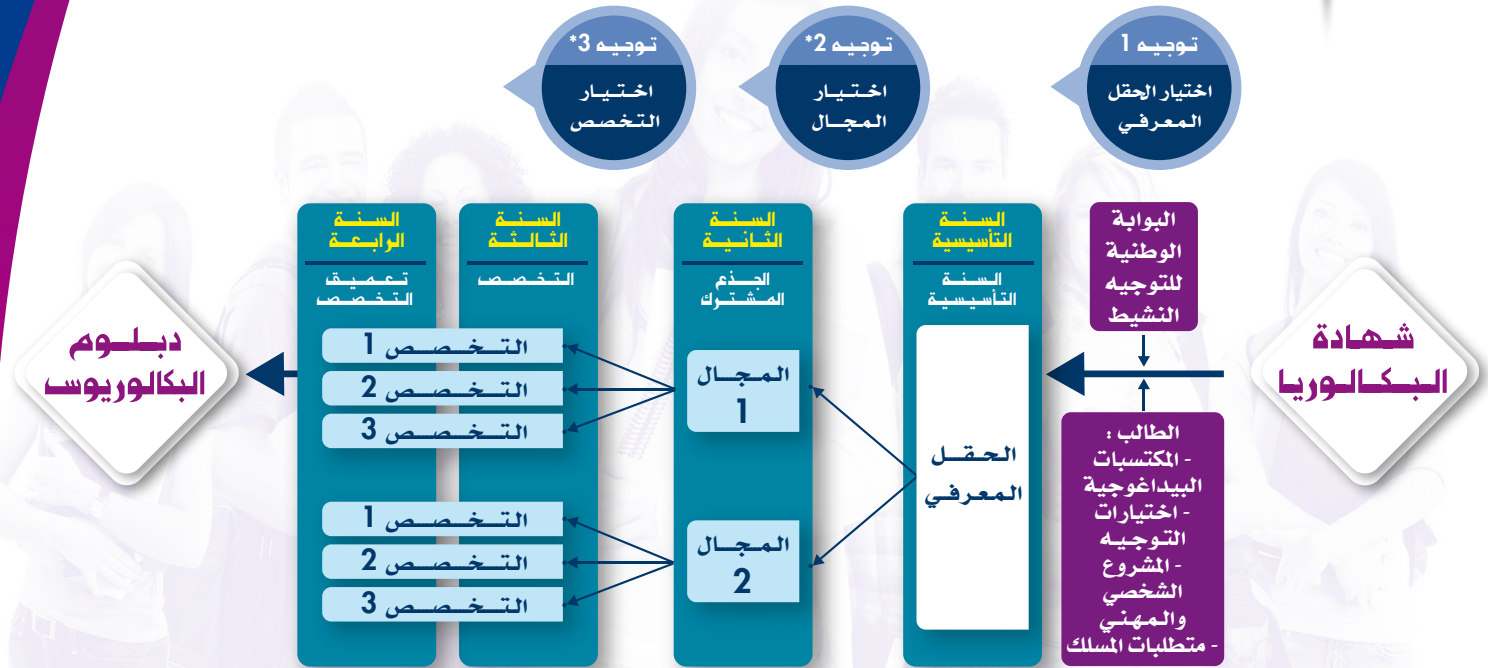 توجيه 1
اختيار الحقل
المعرفي
توجيه 2*
اختيار
المجال
توجيه 3*
اختيار
التخصص
شهادة
البكالوريا
البوابة
الوطنية
للتوجيه
النشيط
الطالب :
- المكتسبات
البيداغوجية
- اختيارات
التوجيه
- المشروع
الشخصي
والمهني
- متطلبات المسلك
السنة
التأسيسية
السنة
التأسيسية
الحقل
المعرفي
السنة
الثانية
الجذع
المشترك
المجال
1
المجال
2
السنة
الثالثة
التخصص
السنة
الرابعة
تعميق
التخصص
التخصص 1
التخصص 2
التخصص 3
التخصص 1
التخصص 2
التخصص 3
دبلوم
البكالوريوس